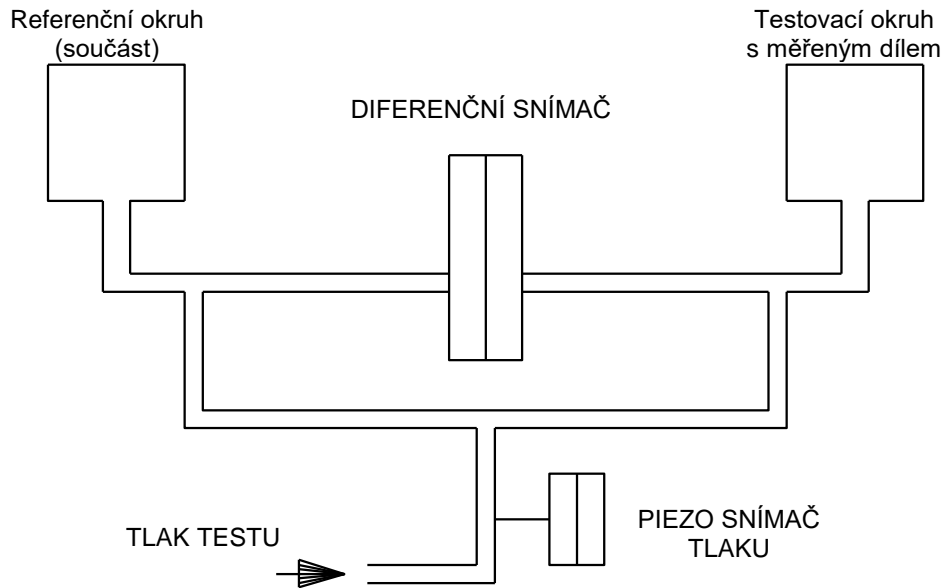 Referenční okruh
(součást)
Testovací okruh
s měřeným dílem
DIFERENČNÍ SNÍMAČ
TLAK TESTU
PIEZO SNÍMAČ
TLAKU